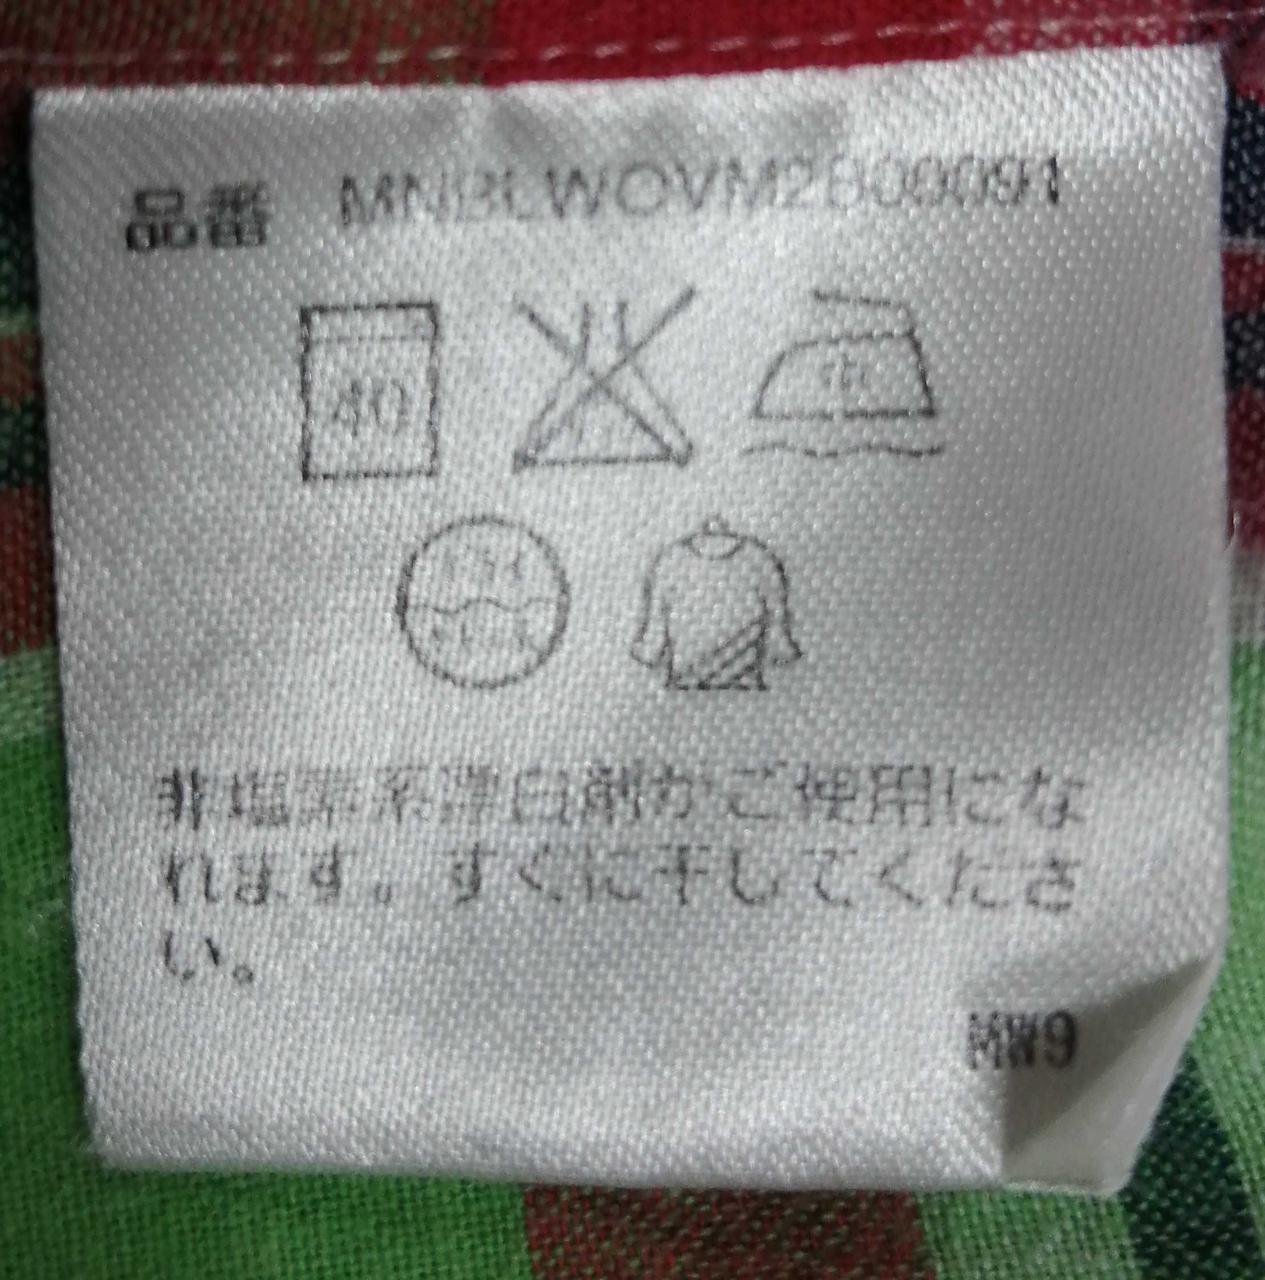 品番 MNBLWOVM2B00091
40
中
非塩素系漂白剤がご使用にな
れます。すぐに干してくださ
い。
MW9